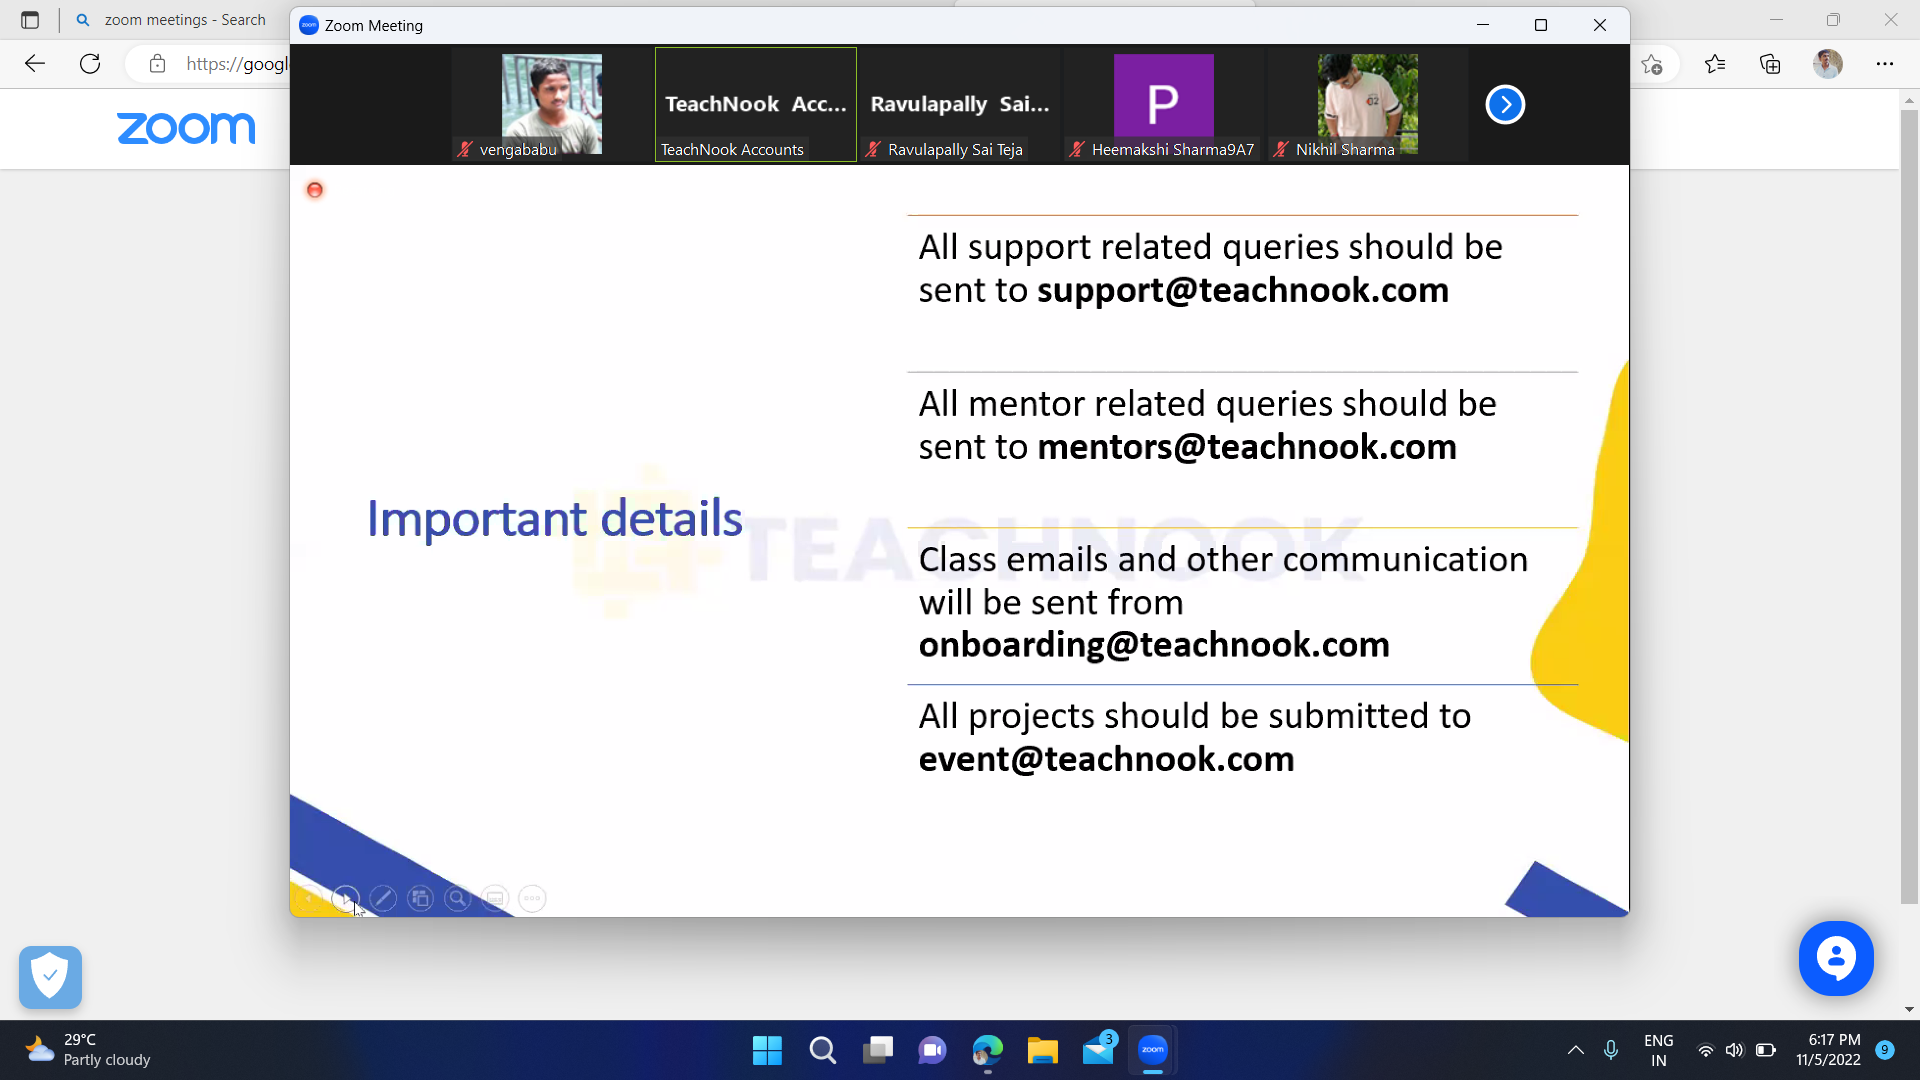 zoom meetings - Search
https://googl
zoom
zoom
Zoom Meeting
vengababu
TeachNook Acc...
TeachNook Accounts
Ravulapally Sai...
Ravulapally Sai Teja
P
Heemakshi Sharma9A7
Nikhil Sharma
All support related queries should be
sent to support@teachnook.com
All mentor related queries should be
sent to mentors@teachnook.com
Important details
TEACHNOOK
Class emails and other communication
will be sent from
onboarding@teachnook.com
All projects should be submitted to
event@teachnook.com
29°C
Partly cloudy
3
zoom
ENG
IN
6:17 PM
11/5/2022
9